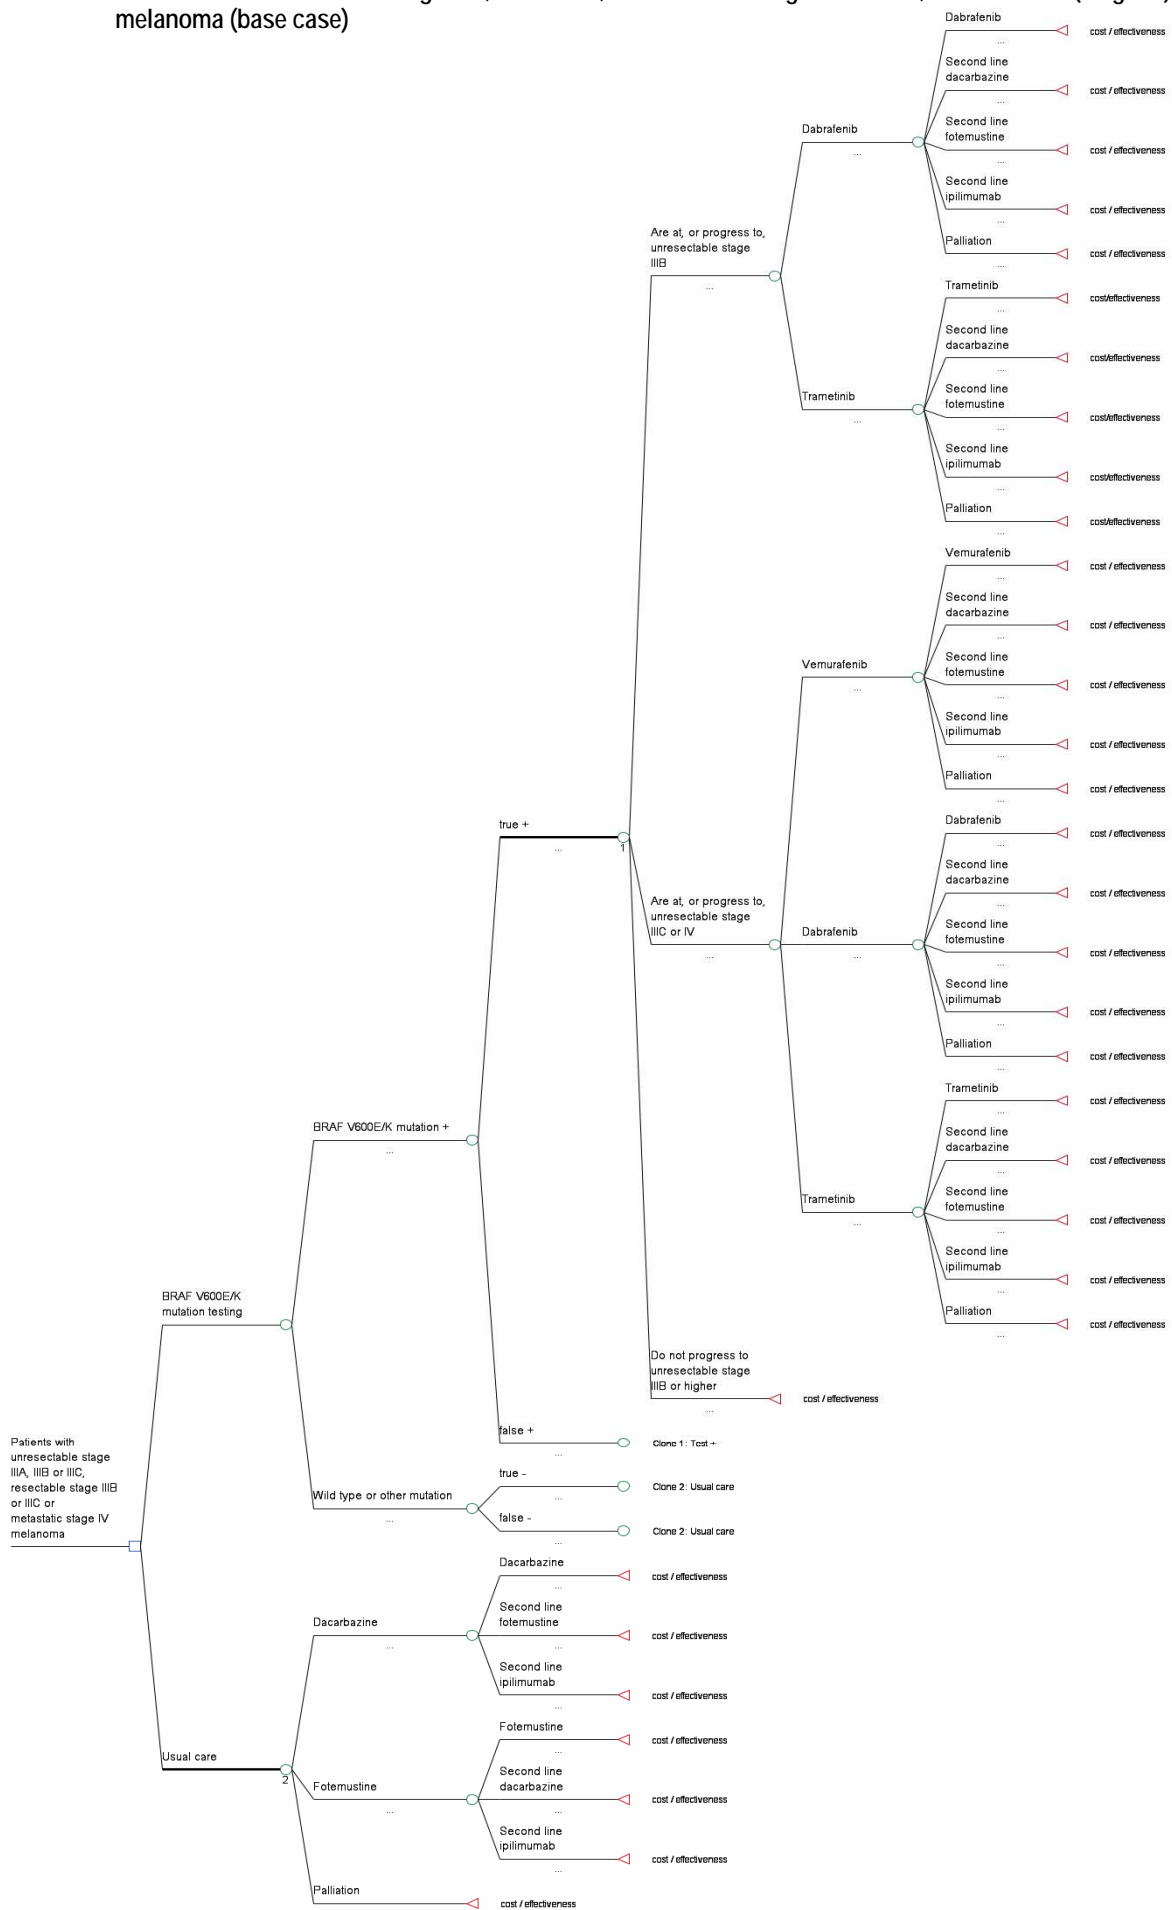 melanoma (base case)
Dabrafenib
...
cost / effectiveness
Second line
dacarbazine
...
cost / effectiveness
Second line
fotemustine
...
cost / effectiveness
Second line
ipilimumab
...
cost / effectiveness
Palliation
...
cost / effectiveness
Dabrafenib
...
Are at, or progress to,
unresectable stage
IIIB
...
Trametinib
...
cost/effectiveness
Second line
dacarbazine
...
cost/effectiveness
Second line
fotemustine
...
cost/effectiveness
Second line
ipilimumab
...
cost/effectiveness
Palliation
...
cost/effectiveness
Trametinib
...
Vemurafenib
...
cost / effectiveness
Second line
dacarbazine
...
cost / effectiveness
Second line
fotemustine
...
cost / effectiveness
Second line
ipilimumab
...
cost / effectiveness
Palliation
...
cost / effectiveness
Vemurafenib
...
true +
...
1
Dabrafenib
...
cost / effectiveness
Second line
dacarbazine
...
cost / effectiveness
Second line
fotemustine
...
cost / effectiveness
Second line
ipilimumab
...
cost / effectiveness
Palliation
...
cost / effectiveness
Are at, or progress to,
unresectable stage
IIIC or IV
...
Dabrafenib
...
Trametinib
...
cost / effectiveness
Second line
dacarbazine
...
cost / effectiveness
Second line
fotemustine
...
cost / effectiveness
Second line
ipilimumab
...
cost / effectiveness
Palliation
...
cost / effectiveness
Trametinib
...
BRAF V600E/K mutation +
...
BRAF V600E/K
mutation testing
Do not progress to
unresectable stage
IIIB or higher
...
cost / effectiveness
false +
...
Clone 1: Test +
true -
...
Clone 2: Usual care
Wild type or other mutation
...
false -
...
Clone 2: Usual care
Patients with
unresectable stage
IIIA, IIIB or IIIC,
resectable stage IIIB
or IIIC or
metastatic stage IV
melanoma
Dacarbazine
...
cost / effectiveness
Second line
fotemustine
...
cost / effectiveness
Second line
ipilimumab
...
cost / effectiveness
Dacarbazine
...
Usual care
2
Fotemustine
...
cost / effectiveness
Second line
dacarbazine
...
cost / effectiveness
Second line
ipilimumab
...
cost / effectiveness
Fotemustine
...
Palliation
cost / effectiveness